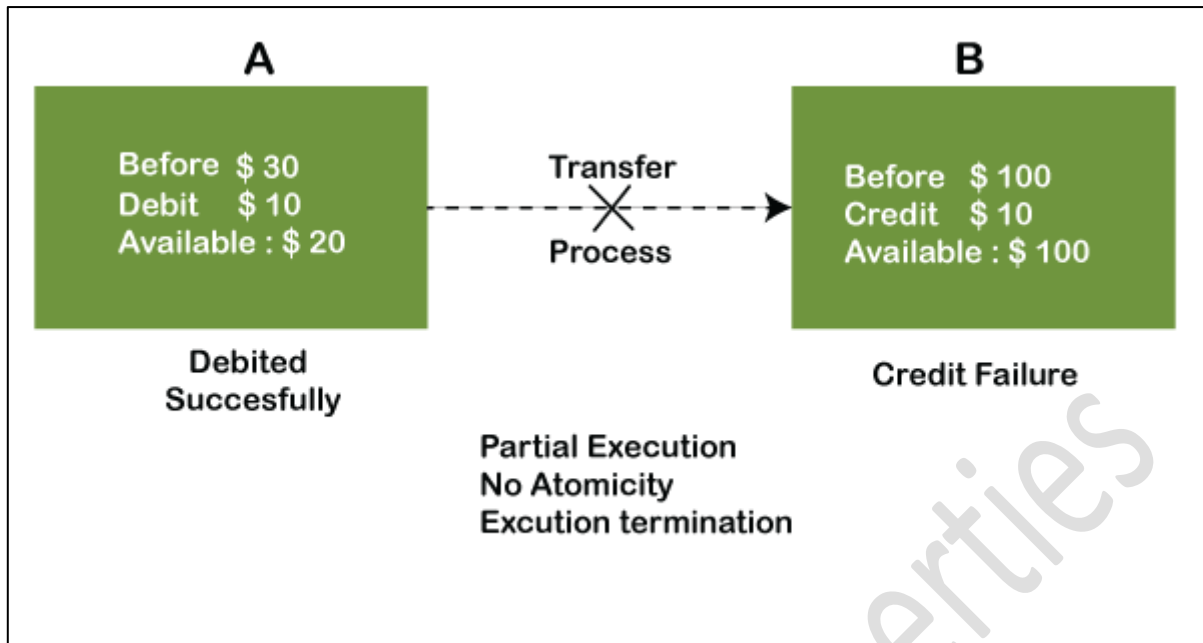 A
B
Before $ 30
Debit $ 10
Available : $ 20
Transfer
Process
Before $ 100
Credit $ 10
Available : $ 100
Debited
Succesfully
Credit Failure
Partial Execution
No Atomicity
Excution termination